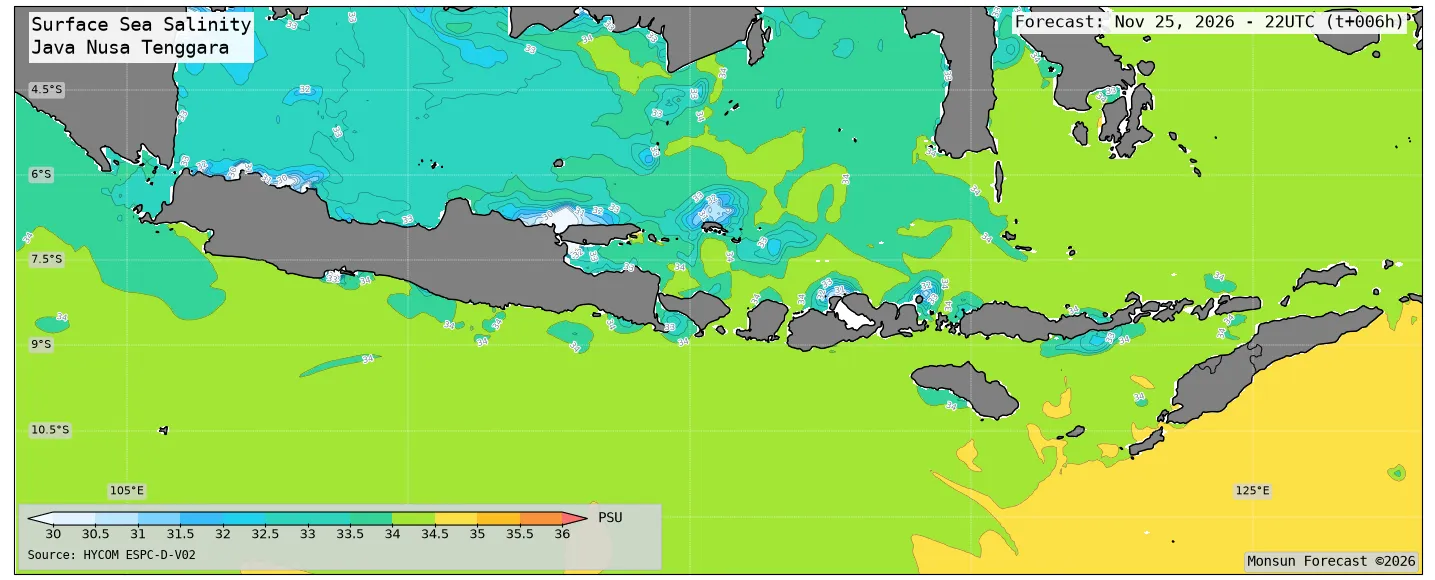 Surface Sea Salinity
Java Nusa Tenggara
Forecast: Nov 25, 2026 - 22UTC (t+006h)
4.5°S
6°S
7.5°S
9°S
10.5°S
105°E
125°E
30 30.5 31 31.5 32 32.5 33 33.5 34 34.5 35 35.5 36
PSU
Source: HYCOM ESPC-D-V02
Monsun Forecast ©2026